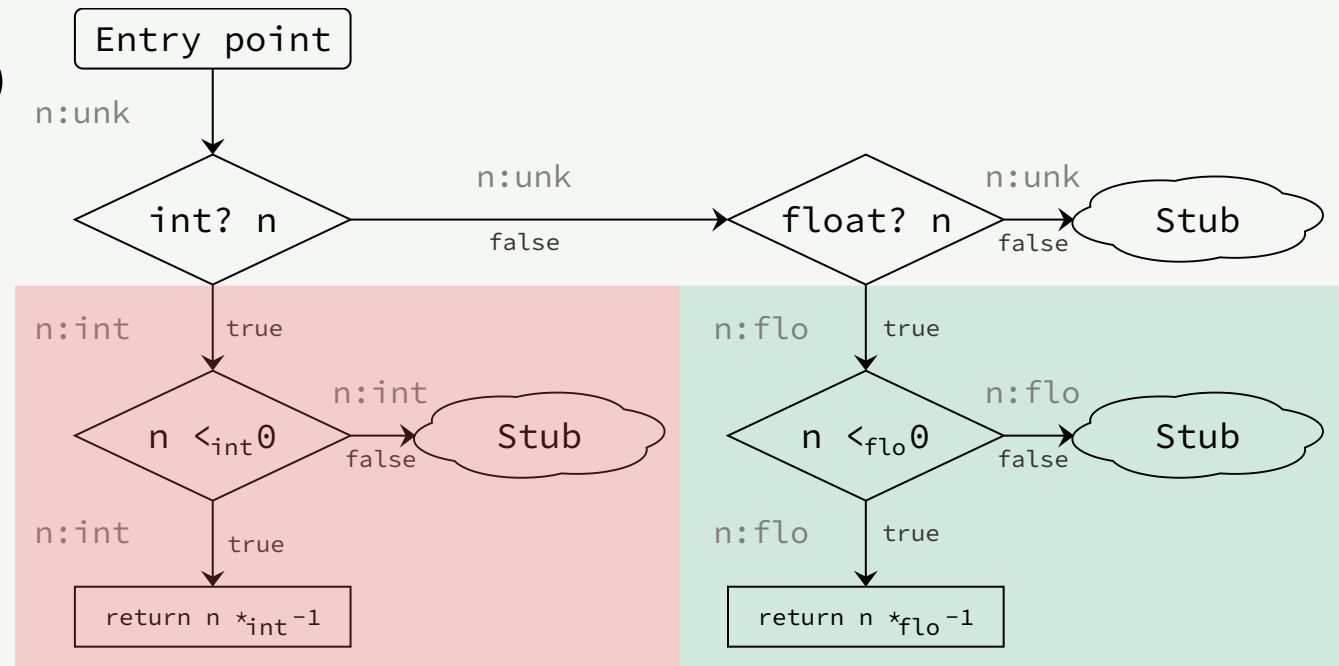 )
Entry point
n:unk
n:unk
n:unk
int? n
float? n
Stub
false
false
n:int
true
n:flo
true
n:int
n:flo
n <int0
Stub
n <flo0
Stub
false
false
n:int
true
n:flo
true
return n *int-1
return n *flo-1